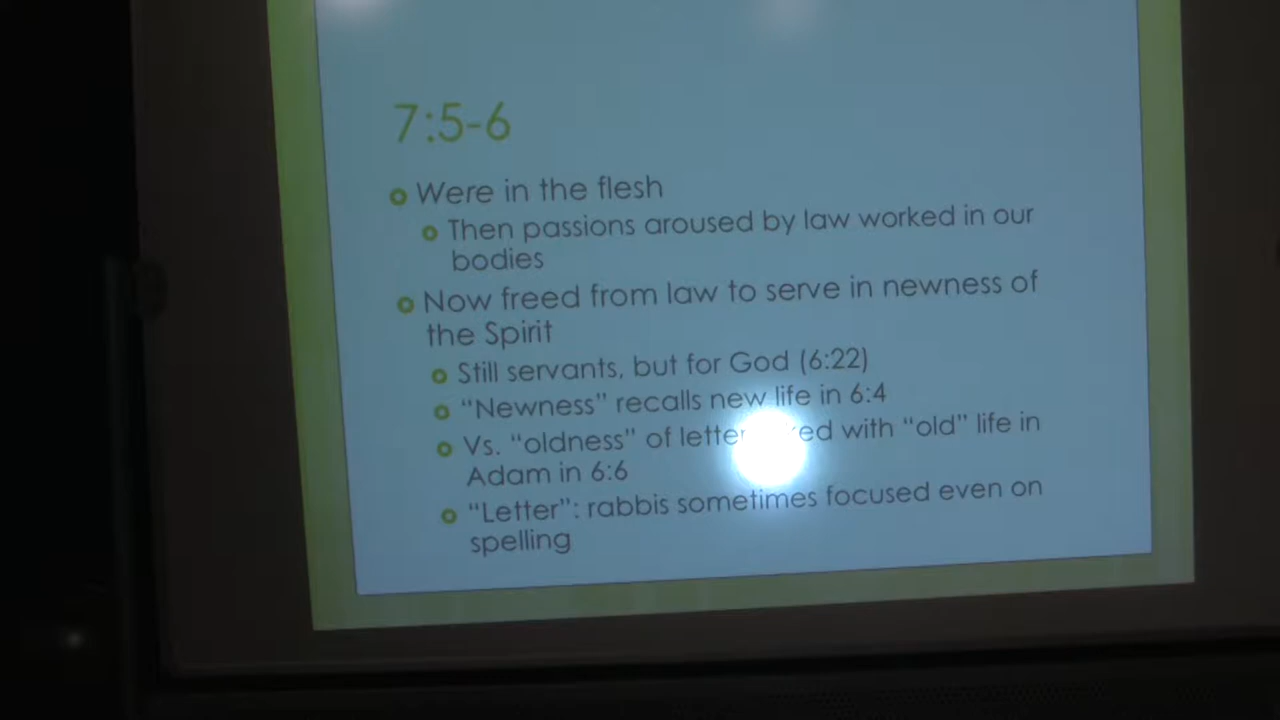 7:5-6
Were in the flesh
Then passions aroused by law worked in our
bodies
Now freed from law to serve in newness of
the Spirit
Still servants, but for God (6:22)
"Newness" recalls new life in 6:4
Vs. "oldness" of letter with "old" life in
Adam in 6:6
"Letter": rabbis sometimes focused even on
spelling